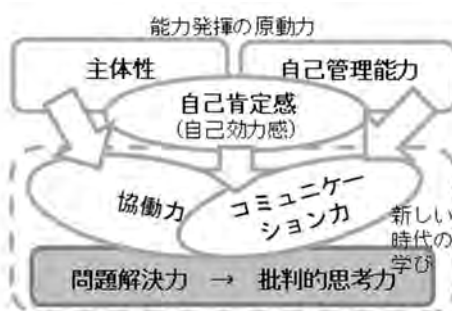 能力発揮の原動力
主体性
自己管理能力
自己肯定感
(自己効力感)
協働力
コミュニケー
ション力
新しい
時代の
学び
問題解決力 → 批判的思考力